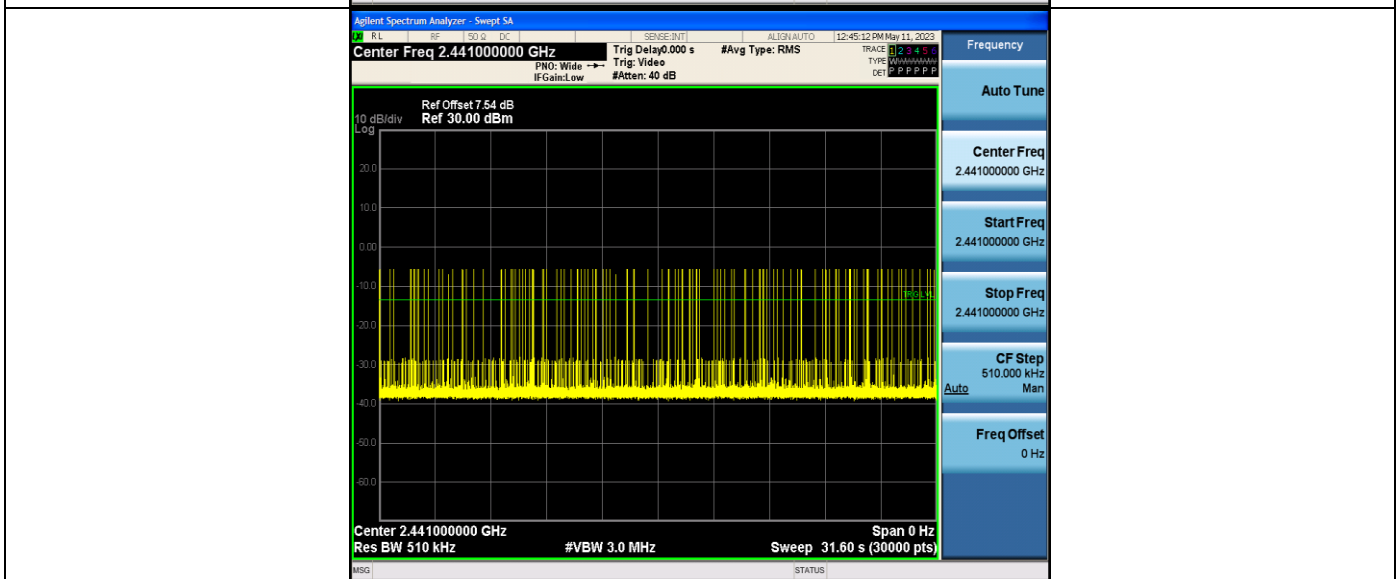 Agilent Spectrum Analyzer - Swept SA
RL RF 50 Ω DC SENSE:INT ALIGNAUTO 12:45:12 PM May 11, 2023
Center Freq 2.441000000 GHz
PNO: Wide
IFGain:Low
Trig Delay0.000 s
Trig: Video
#Atten: 40 dB
#Avg Type: RMS
TRACE 1 2 3 4 5 6
TYPE WWWWWW
DET P P P P P P
Ref Offset 7.54 dB
10 dB/div Ref 30.00 dBm
Log
20.0
10.0
0.00
-10.0
TRIG LVL
-20.0
-30.0
-40.0
-50.0
-60.0
Center 2.441000000 GHz Span 0 Hz
Res BW 510 kHz #VBW 3.0 MHz Sweep 31.60 s (30000 pts)
MSG STATUS
Frequency
Auto Tune
Center Freq
2.441000000 GHz
Start Freq
2.441000000 GHz
Stop Freq
2.441000000 GHz
CF Step
510.000 kHz
Auto Man
Freq Offset
0 Hz